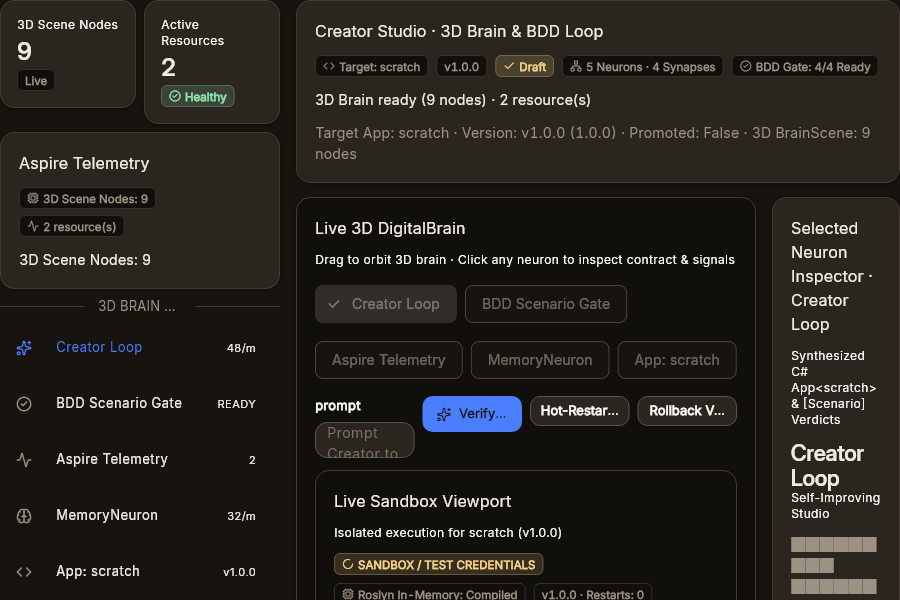 3D Scene Nodes
9
Live
Active
Resources
2
Healthy
Aspire Telemetry
3D Scene Nodes: 9
2 resource(s)
3D Scene Nodes: 9
3D BRAIN ...
Creator Loop 48/m
BDD Scenario Gate READY
Aspire Telemetry 2
MemoryNeuron 32/m
App: scratch v1.0.0
Creator Studio · 3D Brain & BDD Loop
Target: scratch v1.0.0 Draft 5 Neurons · 4 Synapses BDD Gate: 4/4 Ready
3D Brain ready (9 nodes) · 2 resource(s)
Target App: scratch · Version: v1.0.0 (1.0.0) · Promoted: False · 3D BrainScene: 9
nodes
Live 3D DigitalBrain
Drag to orbit 3D brain · Click any neuron to inspect contract & signals
Creator Loop BDD Scenario Gate
Aspire Telemetry MemoryNeuron App: scratch
prompt
Prompt
Creator to
Verify... Hot-Restar... Rollback V...
Live Sandbox Viewport
Isolated execution for scratch (v1.0.0)
SANDBOX / TEST CREDENTIALS
Roslyn In-Memory: Compiled v1.0.0 · Restarts: 0
Selected
Neuron
Inspector ·
Creator
Loop
Synthesized
C#
App<scratch>
& [Scenario]
Verdicts
Creator
Loop
Self-Improving
Studio